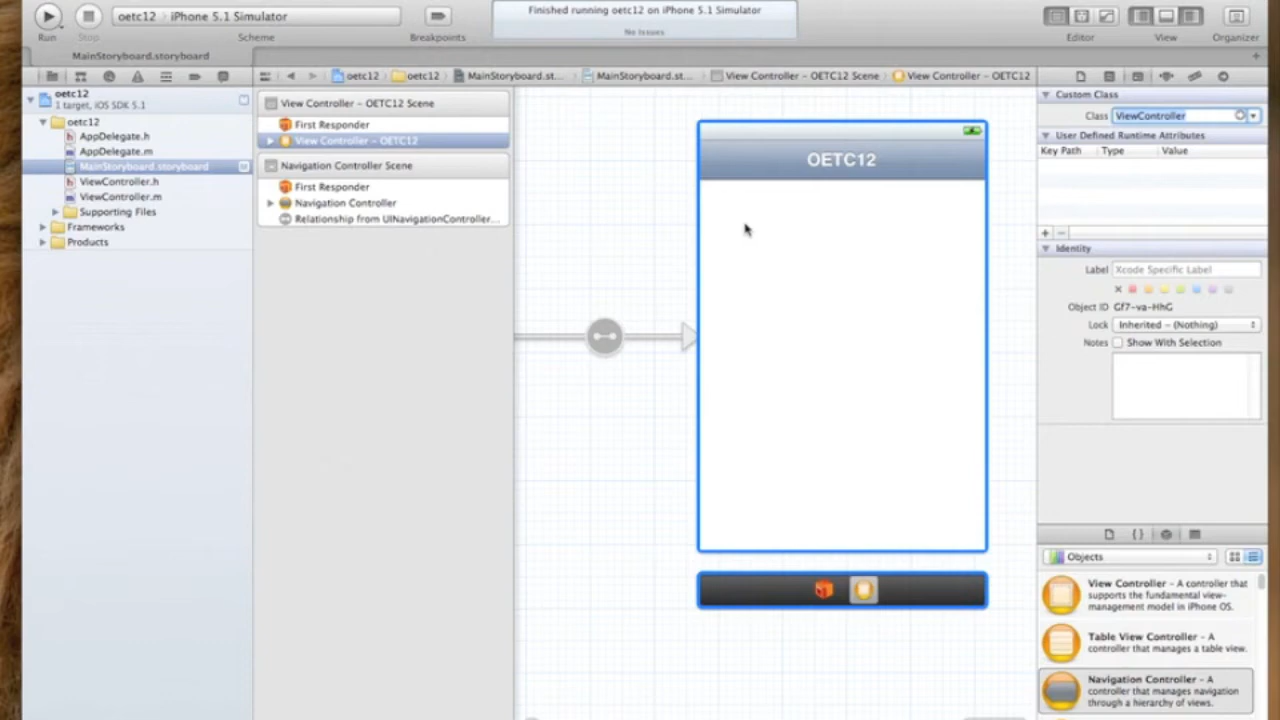 oetc12 › iPhone 5.1 Simulator
Finished running oetc12 on iPhone 5.1 Simulator
No Issues
Run
Stop
Scheme
Breakpoints
Editor
View
Organizer
MainStoryboard.storyboard
oetc12
oetc12
MainStoryboard.st...
MainStoryboard.st...
View Controller – OETC12 Scene
View Controller – OETC12
oetc12
1 target, iOS SDK 5.1
oetc12
AppDelegate.h
AppDelegate.m
MainStoryboard.storyboard
ViewController.h
ViewController.m
Supporting Files
Frameworks
Products
View Controller – OETC12 Scene
First Responder
View Controller – OETC12
Navigation Controller Scene
First Responder
Navigation Controller
Relationship from UINavigationController...
OETC12
Custom Class
Class ViewController
User Defined Runtime Attributes
Key Path Type Value
Identity
Label Xcode Specific Label
Object ID Gf7-va-HhG
Lock Inherited – (Nothing)
Notes Show With Selection
Objects
View Controller – A controller that
supports the fundamental view-
management model in iPhone OS.
Table View Controller – A
controller that manages a table view.
Navigation Controller – A
controller that manages navigation
through a hierarchy of views.